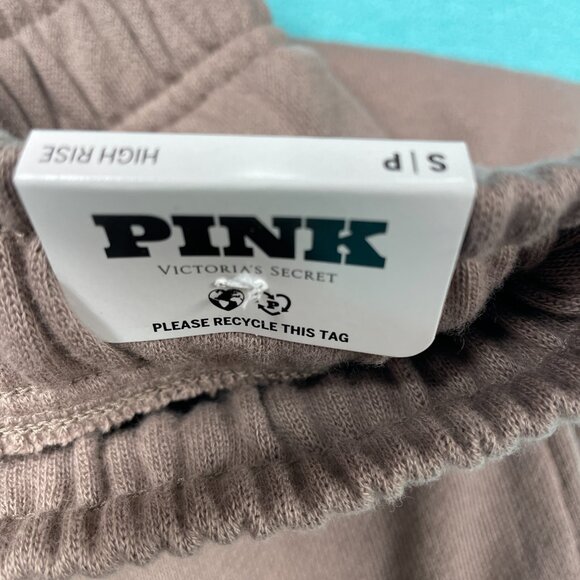 HIGH RISE
S|P
PINK
VICTORIA'S SECRET
P
PLEASE RECYCLE THIS TAG